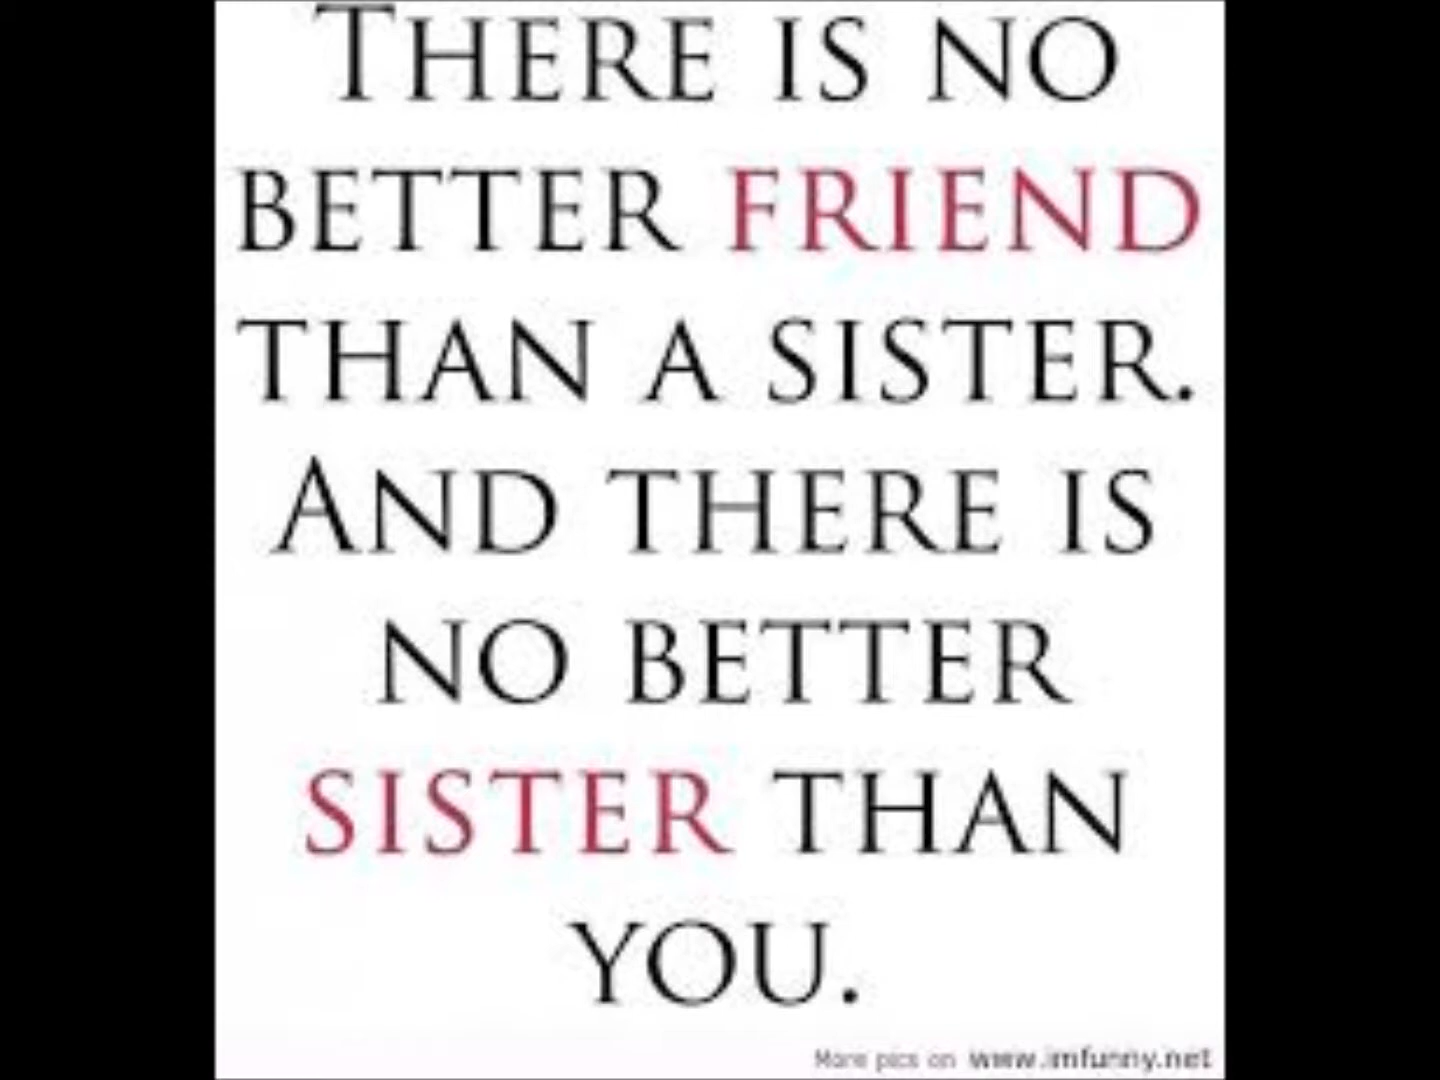 THERE IS NO
BETTER FRIEND
THAN A SISTER.
AND THERE IS
NO BETTER
SISTER THAN
YOU.
More pics on www.imfunny.net